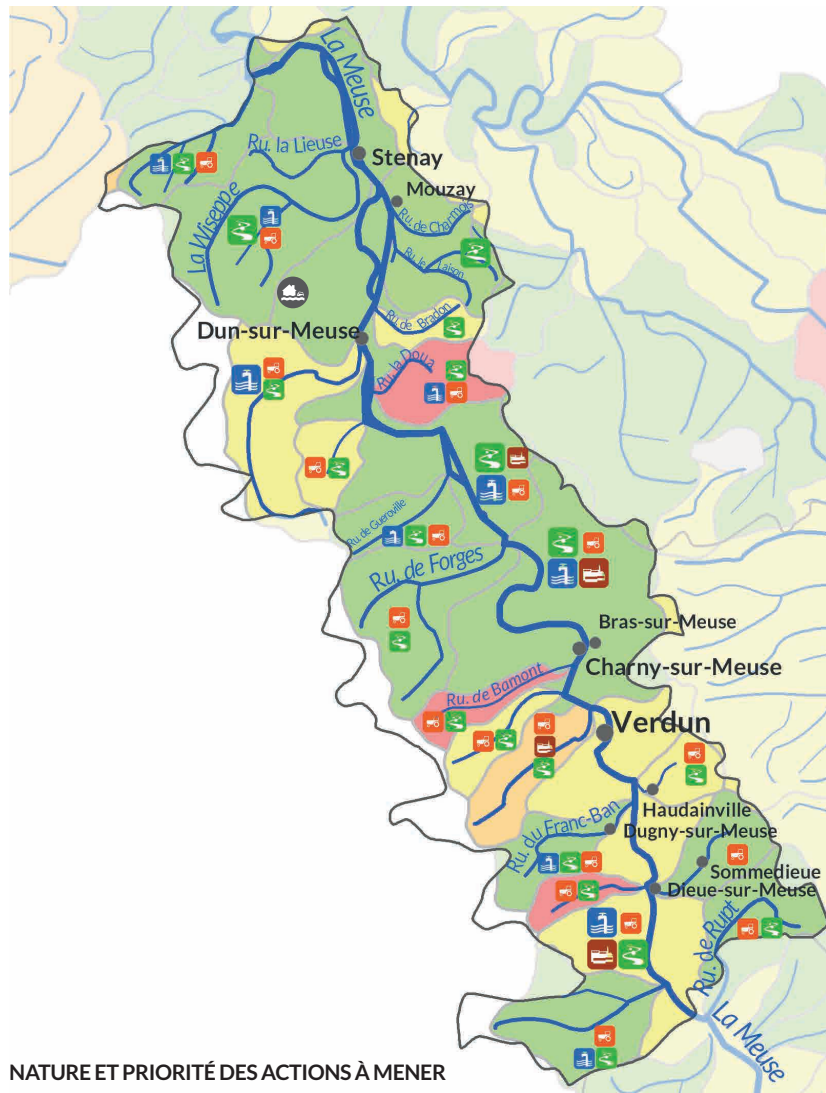 La Meuse
Ru. la Lieuse
Stenay
Mouzay
La Wiseppe
Ru. de Charmois
Ru. le Laison
Ru. de Bradon
Dun-sur-Meuse
Ru. la Doua
Ru. de Gueroville
Ru. de Forges
Bras-sur-Meuse
Charny-sur-Meuse
Ru. de Bamont
Verdun
Haudainville
Ru. du Franc-Ban
Dugny-sur-Meuse
Sommedieue
Dieue-sur-Meuse
Ru. de Rupt
La Meuse
NATURE ET PRIORITÉ DES ACTIONS À MENER